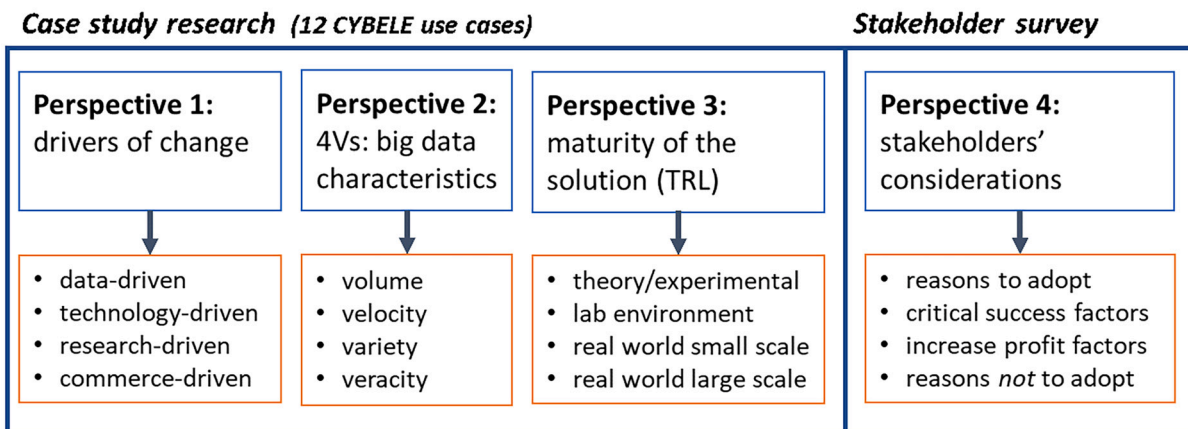 Case study research (12 CYBELE use cases)
Stakeholder survey
Perspective 1:
drivers of change
Perspective 2:
4Vs: big data
characteristics
Perspective 3:
maturity of the
solution (TRL)
Perspective 4:
stakeholders’
considerations
• data-driven
• technology-driven
• research-driven
• commerce-driven
• volume
• velocity
• variety
• veracity
• theory/experimental
• lab environment
• real world small scale
• real world large scale
• reasons to adopt
• critical success factors
• increase profit factors
• reasons not to adopt